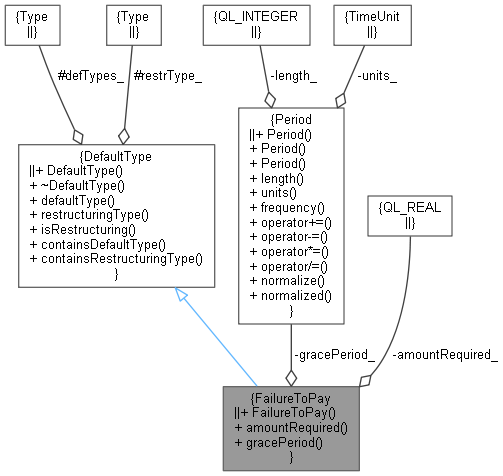 {Type
||}
{Type
||}
{QL_INTEGER
||}
{TimeUnit
||}
#defTypes_
#restrType_
-length_
-units_
{DefaultType
||+ DefaultType()
+ ~DefaultType()
+ defaultType()
+ restructuringType()
+ isRestructuring()
+ containsDefaultType()
+ containsRestructuringType()
}
{Period
||+ Period()
+ Period()
+ Period()
+ length()
+ units()
+ frequency()
+ operator+=()
+ operator-=()
+ operator*=()
+ operator/=()
+ normalize()
+ normalized()
}
{QL_REAL
||}
-gracePeriod_
-amountRequired_
{FailureToPay
||+ FailureToPay()
+ amountRequired()
+ gracePeriod()
}